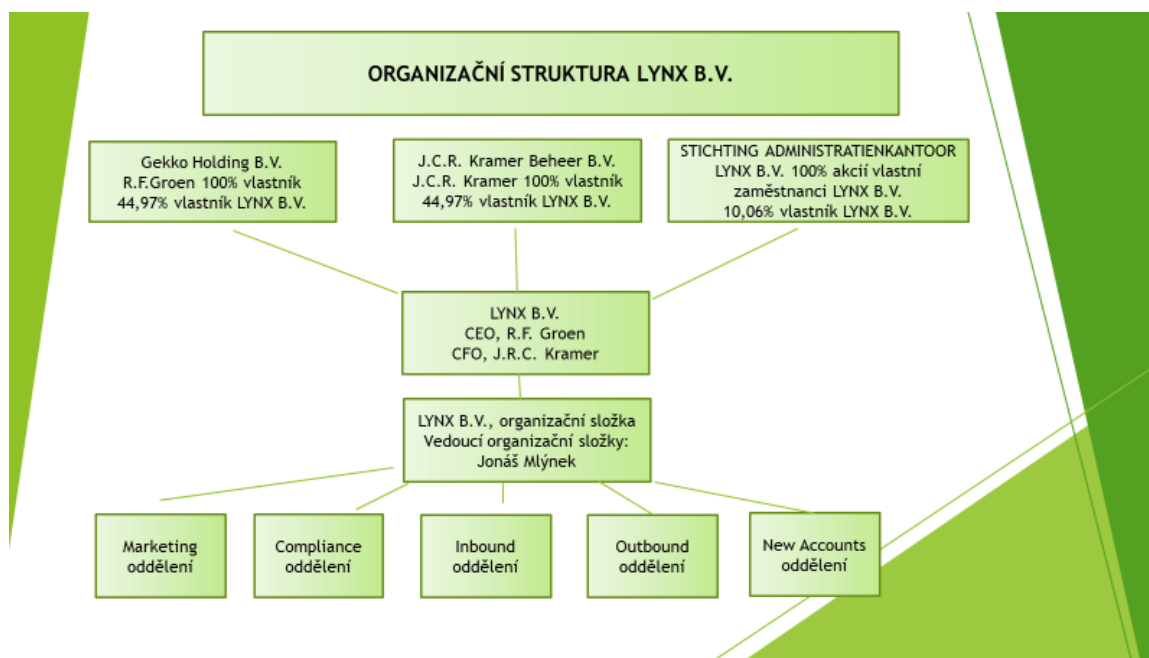 ORGANIZAČNÍ STRUKTURA LYNX B.V.
Gekko Holding B.V.
R.F.Groen 100% vlastník
44,97% vlastník LYNX B.V.
J.C.R. Kramer Beheer B.V.
J.C.R. Kramer 100% vlastník
44,97% vlastník LYNX B.V.
STICHTING ADMINISTRATIENKANTOOR
LYNX B.V. 100% akcií vlastní
zaměstnanci LYNX B.V.
10,06% vlastník LYNX B.V.
LYNX B.V.
CEO, R.F. Groen
CFO, J.R.C. Kramer
LYNX B.V., organizační složka
Vedoucí organizační složky:
Jonáš Mlýnek
Marketing
oddělení
Compliance
oddělení
Inbound
oddělení
Outbound
oddělení
New Accounts
oddělení